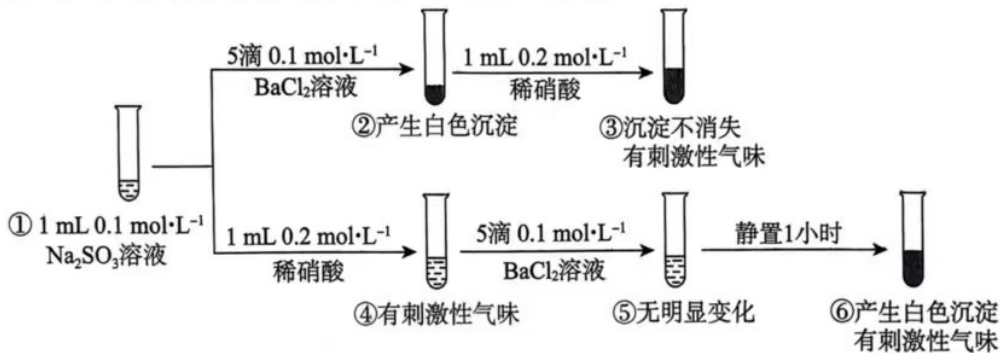 5滴 0.1 mol·L⁻¹
BaCl₂溶液
1 mL 0.2 mol·L⁻¹
稀硝酸
②产生白色沉淀
③沉淀不消失
有刺激性气味
① 1 mL 0.1 mol·L⁻¹
Na₂SO₃溶液
1 mL 0.2 mol·L⁻¹
稀硝酸
5滴 0.1 mol·L⁻¹
BaCl₂溶液
静置1小时
④有刺激性气味
⑤无明显变化
⑥产生白色沉淀
有刺激性气味